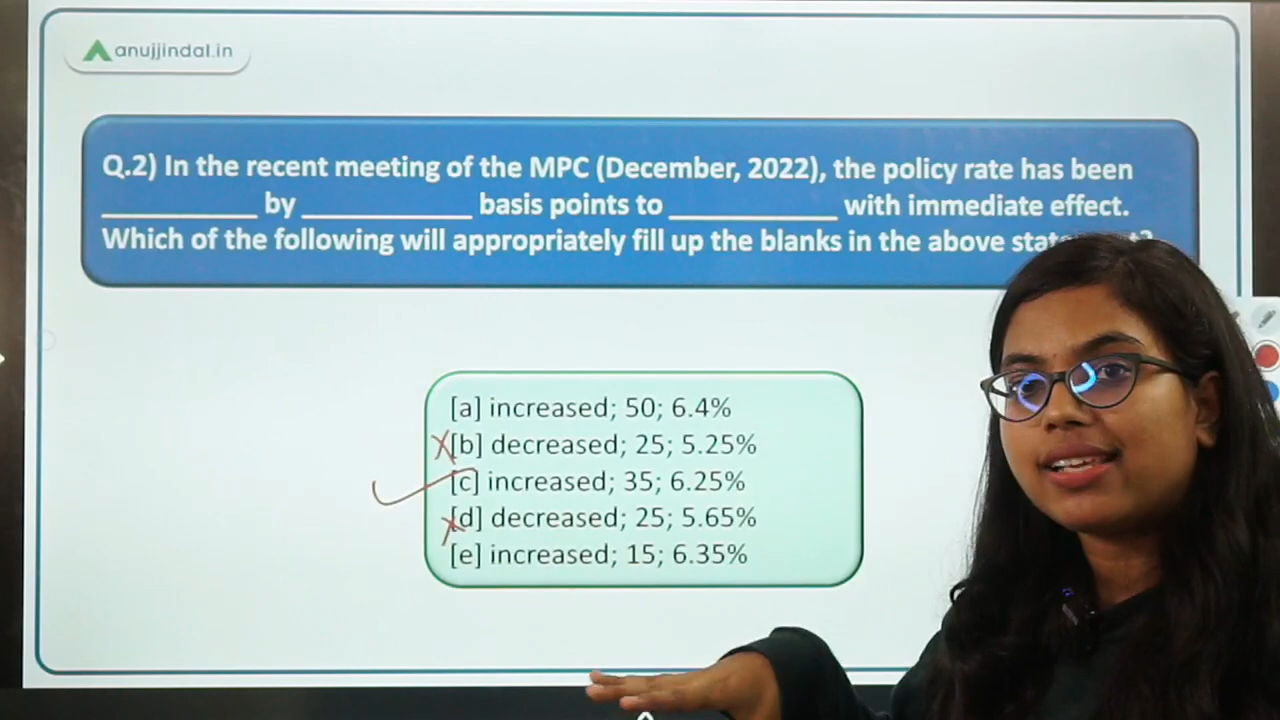 anujjindal.in
Q.2) In the recent meeting of the MPC (December, 2022), the policy rate has been
____________ by _____________ basis points to _____________ with immediate effect.
Which of the following will appropriately fill up the blanks in the above
[a] increased; 50; 6.4%
[b] decreased; 25; 5.25%
[c] increased; 35; 6.25%
[d] decreased; 25; 5.65%
[e] increased; 15; 6.35%